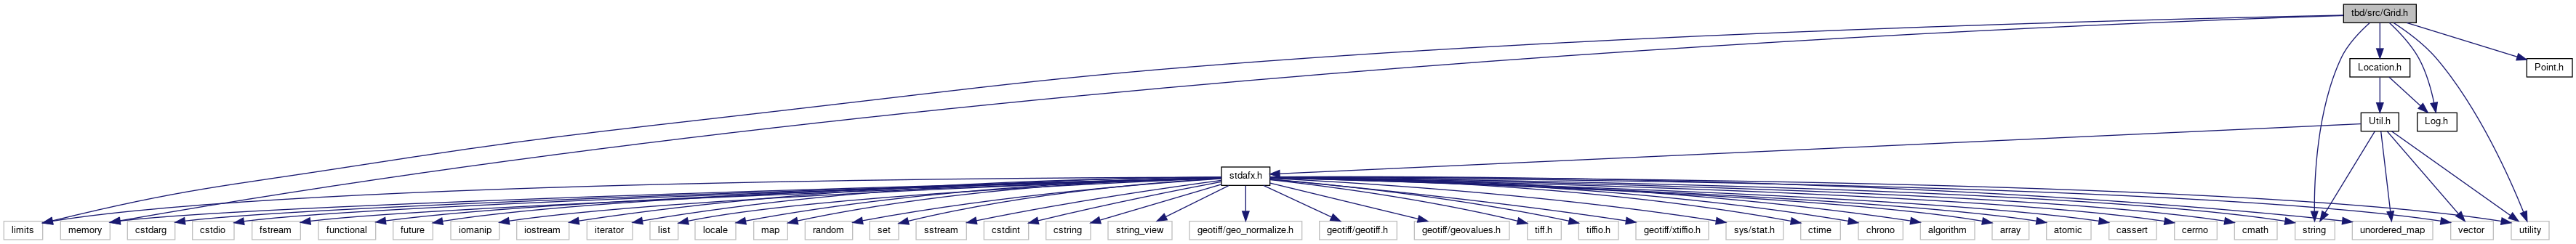 tbd/src/Grid.h
Location.h
Point.h
Util.h
Log.h
stdafx.h
limits
memory
cstdarg
cstdio
fstream
functional
future
iomanip
iostream
iterator
list
locale
map
random
set
sstream
cstdint
cstring
string_view
geotiff/geo_normalize.h
geotiff/geotiff.h
geotiff/geovalues.h
tiff.h
tiffio.h
geotiff/xtiffio.h
sys/stat.h
ctime
chrono
algorithm
array
atomic
cassert
cerrno
cmath
string
unordered_map
vector
utility